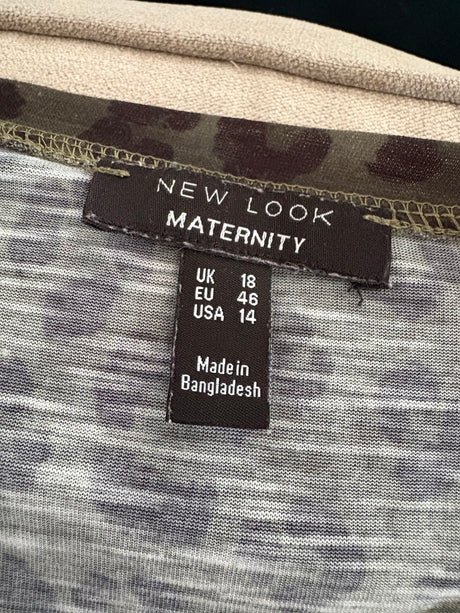 NEW LOOK
MATERNITY
UK 18
EU 46
USA 14
Made in
Bangladesh